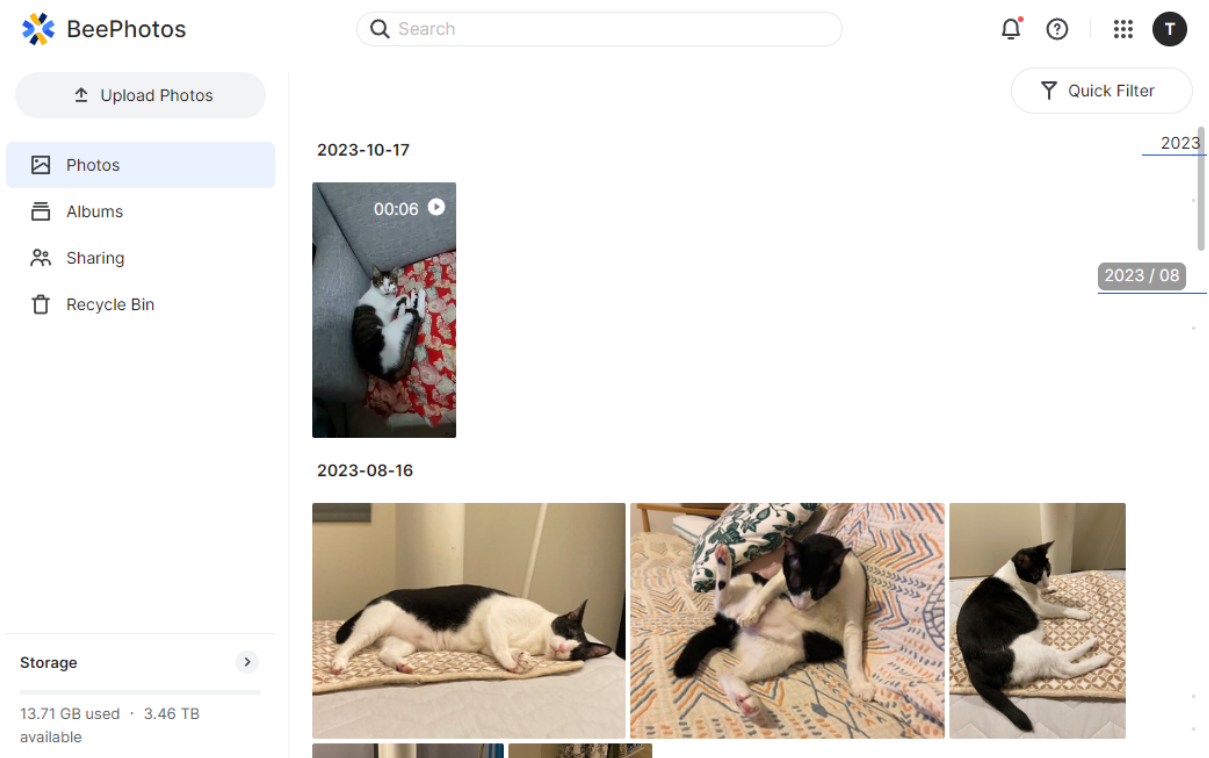 BeePhotos
Search
T
Upload Photos
Quick Filter
Photos
Albums
Sharing
Recycle Bin
2023-10-17
2023
00:06
2023 / 08
2023-08-16
Storage
13.71 GB used · 3.46 TB
available